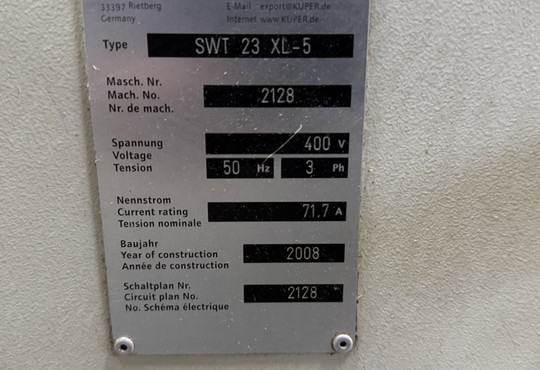 33397 Rietberg E-Mail export@KUPER.de
Germany Internet www.KUPER.de
Type SWT 23 XL-5
Masch. Nr.
Mach. No. 2128
Nr. de mach.
Spannung 400 V
Voltage
Tension 50 Hz 3 Ph
Nennstrom
Current rating 71.7 A
Tension nominale
Baujahr
Year of construction 2008
Année de construction
Schaltplan Nr.
Circuit plan No. 2128
No. Schéma électrique